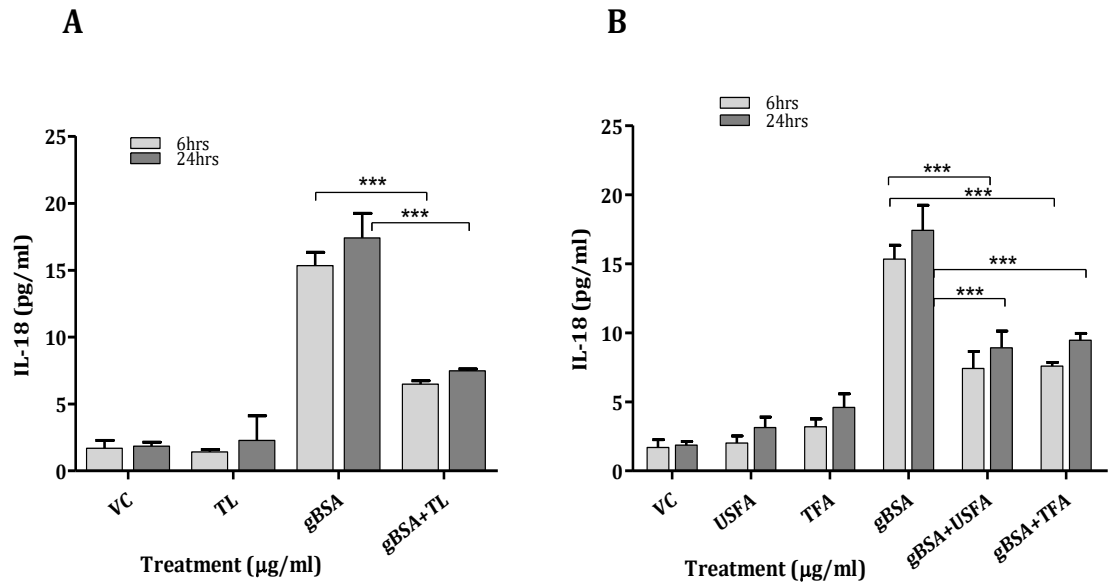 A
6hrs
24hrs
IL-18 (pg/ml)
25
20
15
10
5
0
***
***
VC
TL
gBSA
gBSA+TL
Treatment (µg/ml)
B
6hrs
24hrs
IL-18 (pg/ml)
25
20
15
10
5
0
***
***
***
***
VC
USFA
TFA
gBSA
gBSA+USFA
gBSA+TFA
Treatment (µg/ml)